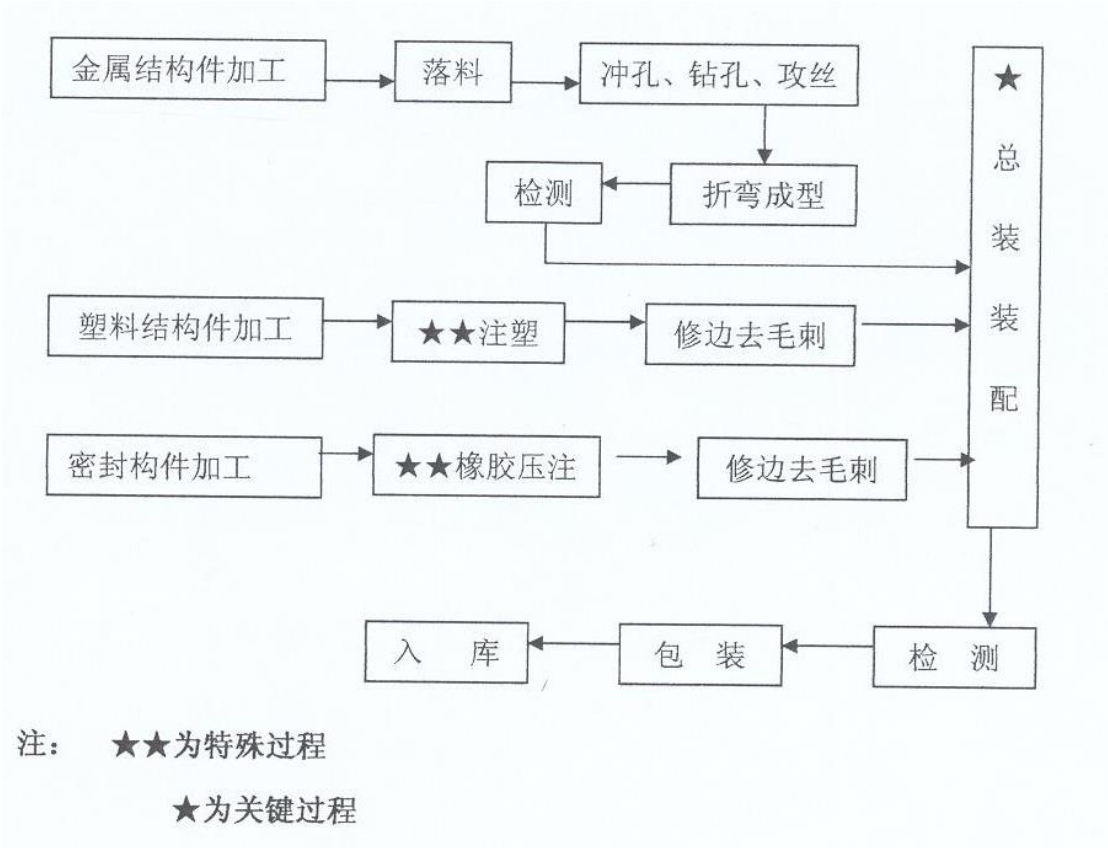 金属结构件加工
落料
冲孔、钻孔、攻丝
折弯成型
检测
塑料结构件加工
★★注塑
修边去毛刺
密封构件加工
★★橡胶压注
修边去毛刺
★
总
装
装
配
检 测
包 装
入 库
注： ★★为特殊过程
★为关键过程